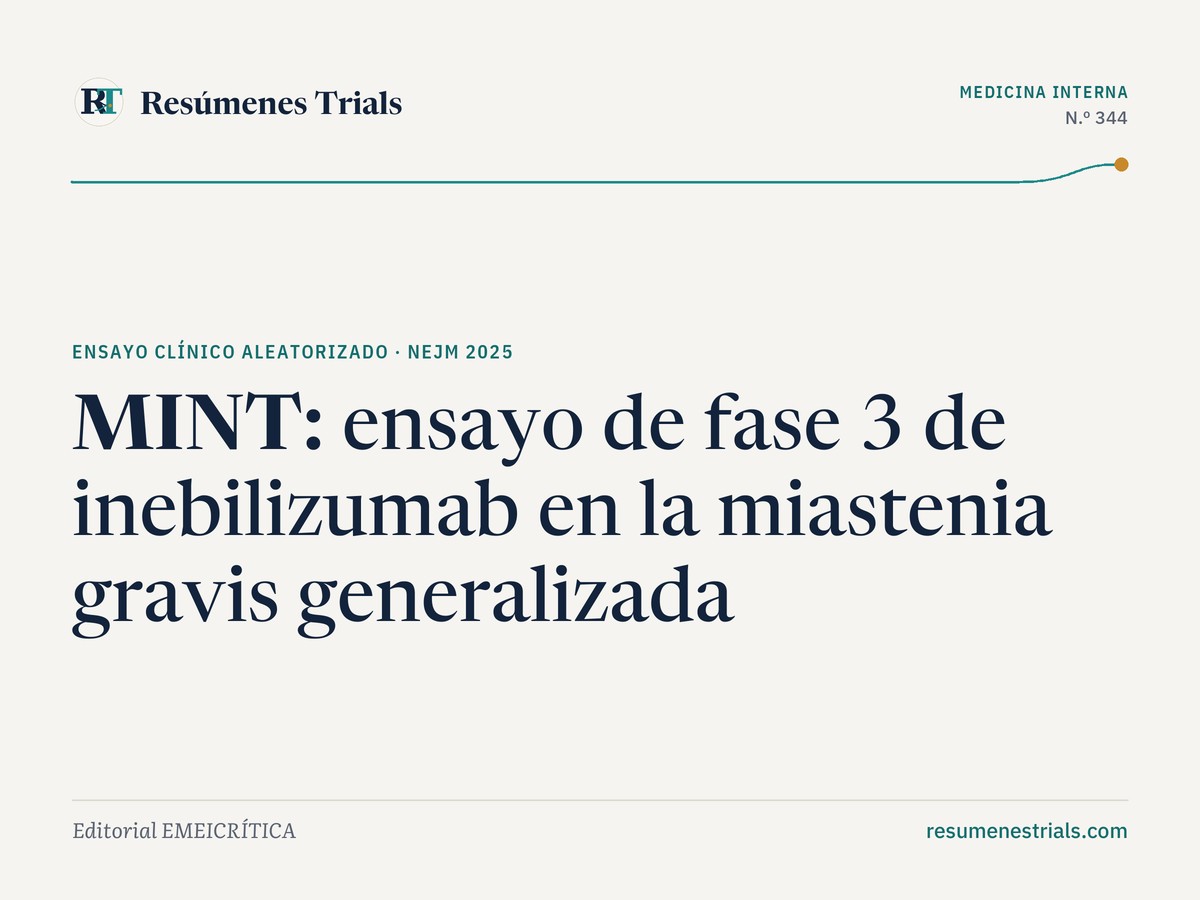 RT Resúmenes Trials
MEDICINA INTERNA
N.º 344
ENSAYO CLÍNICO ALEATORIZADO · NEJM 2025
MINT: ensayo de fase 3 de
inebilizumab en la miastenia
gravis generalizada
Editorial EMEICRÍTICA
resumenestrials.com